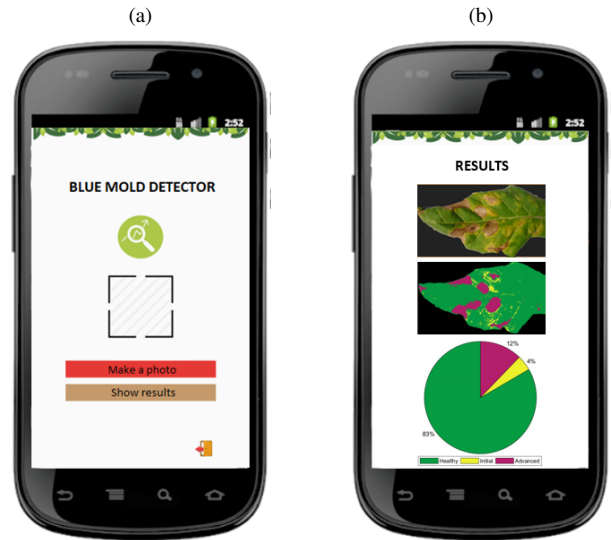 (a)
(b)
2:52
2:52
BLUE MOLD DETECTOR
RESULTS
Make a photo
Show results
12%
4%
83%
Healthy Initial Advanced